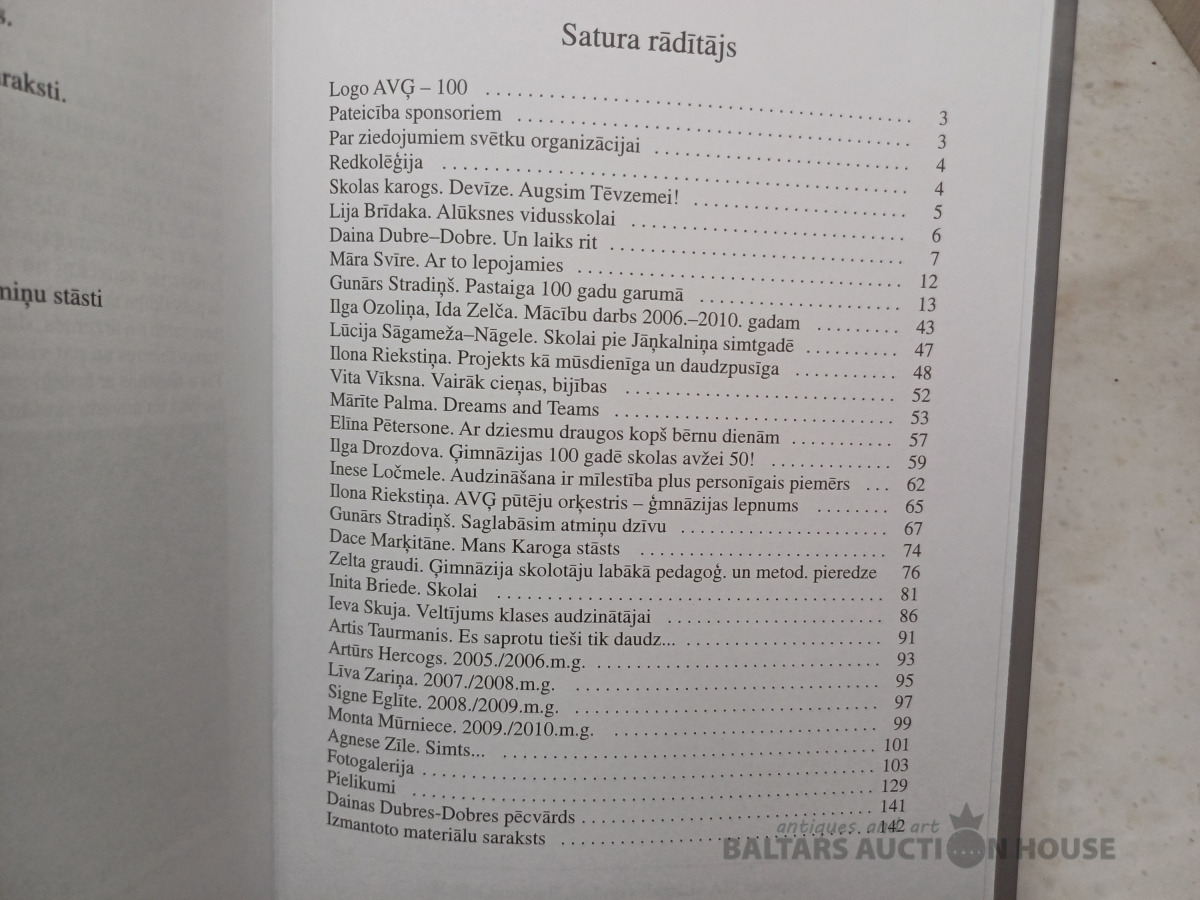 s.
raksti.
miņu stāsti
Satura rādītājs
Logo AVĢ – 100 ........ 3
Pateicība sponsoriem ........ 3
Par ziedojumiem svētku organizācijai ........ 4
Redkolēģija ........ 4
Skolas karogs. Devīze. Augsim Tēvzemei! ........ 5
Lija Brīdaka. Alūksnes vidusskolai ........ 6
Daina Dubre–Dobre. Un laiks rit ........ 7
Māra Svīre. Ar to lepojamies ........ 12
Gunārs Stradiņš. Pastaiga 100 gadu garumā ........ 13
Ilga Ozoliņa, Ida Zelča. Mācību darbs 2006.–2010. gadam ........ 43
Lūcija Sāgameža–Nāgele. Skolai pie Jāņkalniņa simtgadē ........ 47
Ilona Riekstiņa. Projekts kā mūsdienīga un daudzpusīga ........ 48
Vita Vīksna. Vairāk cieņas, bijības ........ 52
Mārīte Palma. Dreams and Teams ........ 53
Elīna Pētersone. Ar dziesmu draugos kopš bērnu dienām ........ 57
Ilga Drozdova. Ģimnāzijas 100 gadē skolas avžei 50! ........ 59
Inese Ločmele. Audzināšana ir mīlestība plus personīgais piemērs ... 62
Ilona Riekstiņa. AVĢ pūtēju orķestris – ģmnāzijas lepnums ........ 65
Gunārs Stradiņš. Saglabāsim atmiņu dzīvu ........ 67
Dace Marķitāne. Mans Karoga stāsts ........ 74
Zelta graudi. Ģimnāzija skolotāju labākā pedagoģ. un metod. pieredze 76
Inita Briede. Skolai ........ 81
Ieva Skuja. Veltījums klases audzinātājai ........ 86
Artis Taurmanis. Es saprotu tieši tik daudz... ........ 91
Artūrs Hercogs. 2005./2006.m.g. ........ 93
Līva Zariņa. 2007./2008.m.g. ........ 95
Signe Eglīte. 2008./2009.m.g. ........ 97
Monta Mūrniece. 2009./2010.m.g. ........ 99
Agnese Zīle. Simts... ........ 101
Fotogalerija ........ 103
Pielikumi ........ 129
Dainas Dubres-Dobres pēcvārds ........ 141
Izmantoto materiālu saraksts ........ 142
antiques and art
BALTARS AUCTION HOUSE